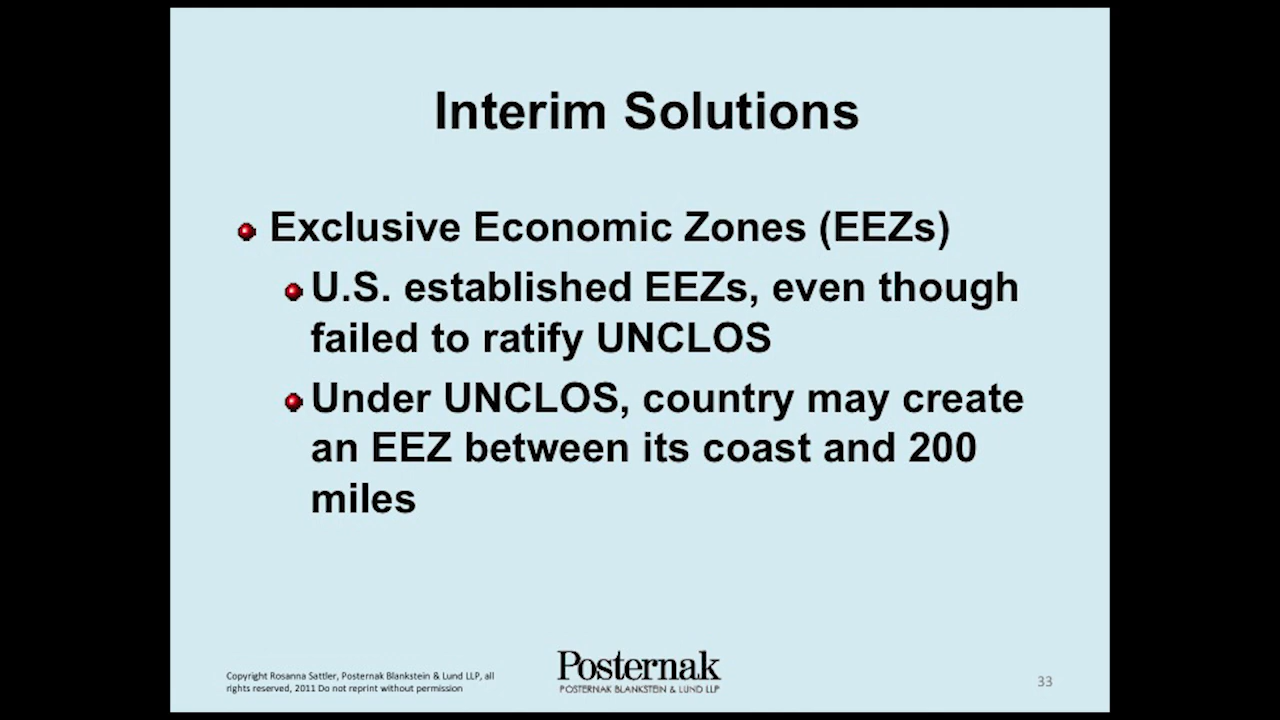 Interim Solutions
Exclusive Economic Zones (EEZs)
U.S. established EEZs, even though
failed to ratify UNCLOS
Under UNCLOS, country may create
an EEZ between its coast and 200
miles
Copyright Rosanna Sattler, Posternak Blankstein & Lund LLP, all
rights reserved, 2011 Do not reprint without permission
Posternak
POSTERNAK BLANKSTEIN & LUND LLP
33